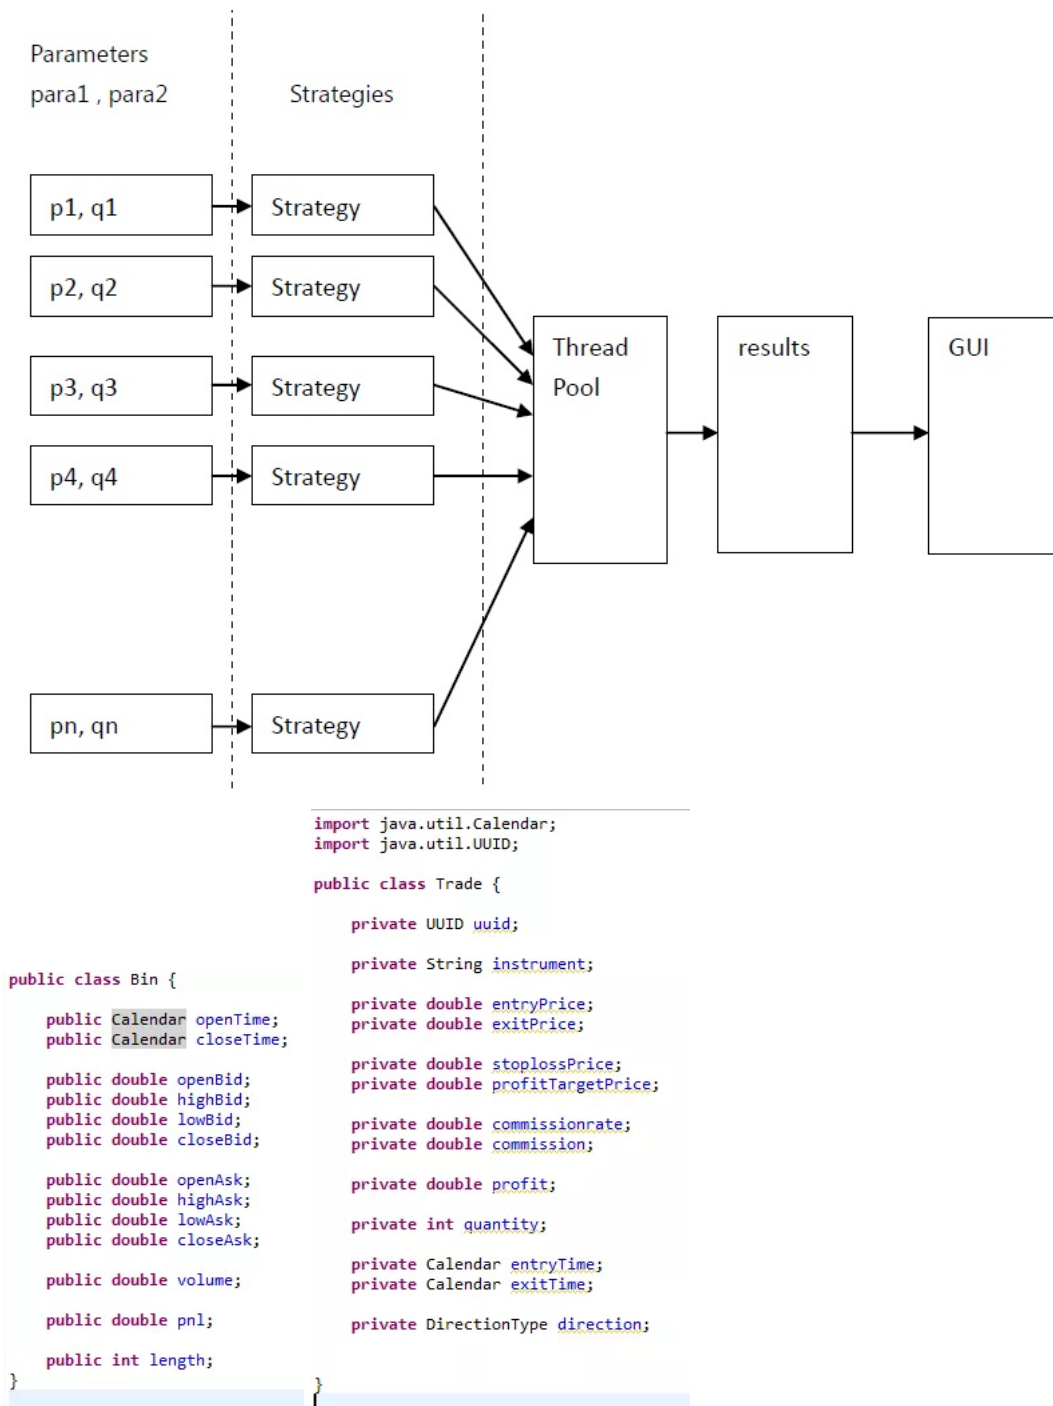 Parameters
para1 , para2
Strategies
p1, q1
Strategy
p2, q2
Strategy
p3, q3
Strategy
p4, q4
Strategy
pn, qn
Strategy
Thread
Pool
results
GUI
public class Bin {
public Calendar openTime;
public Calendar closeTime;
public double openBid;
public double highBid;
public double lowBid;
public double closeBid;
public double openAsk;
public double highAsk;
public double lowAsk;
public double closeAsk;
public double volume;
public double pnl;
public int length;
}
import java.util.Calendar;
import java.util.UUID;
public class Trade {
private UUID uuid;
private String instrument;
private double entryPrice;
private double exitPrice;
private double stoplossPrice;
private double profitTargetPrice;
private double commissionrate;
private double commission;
private double profit;
private int quantity;
private Calendar entryTime;
private Calendar exitTime;
private DirectionType direction;
}